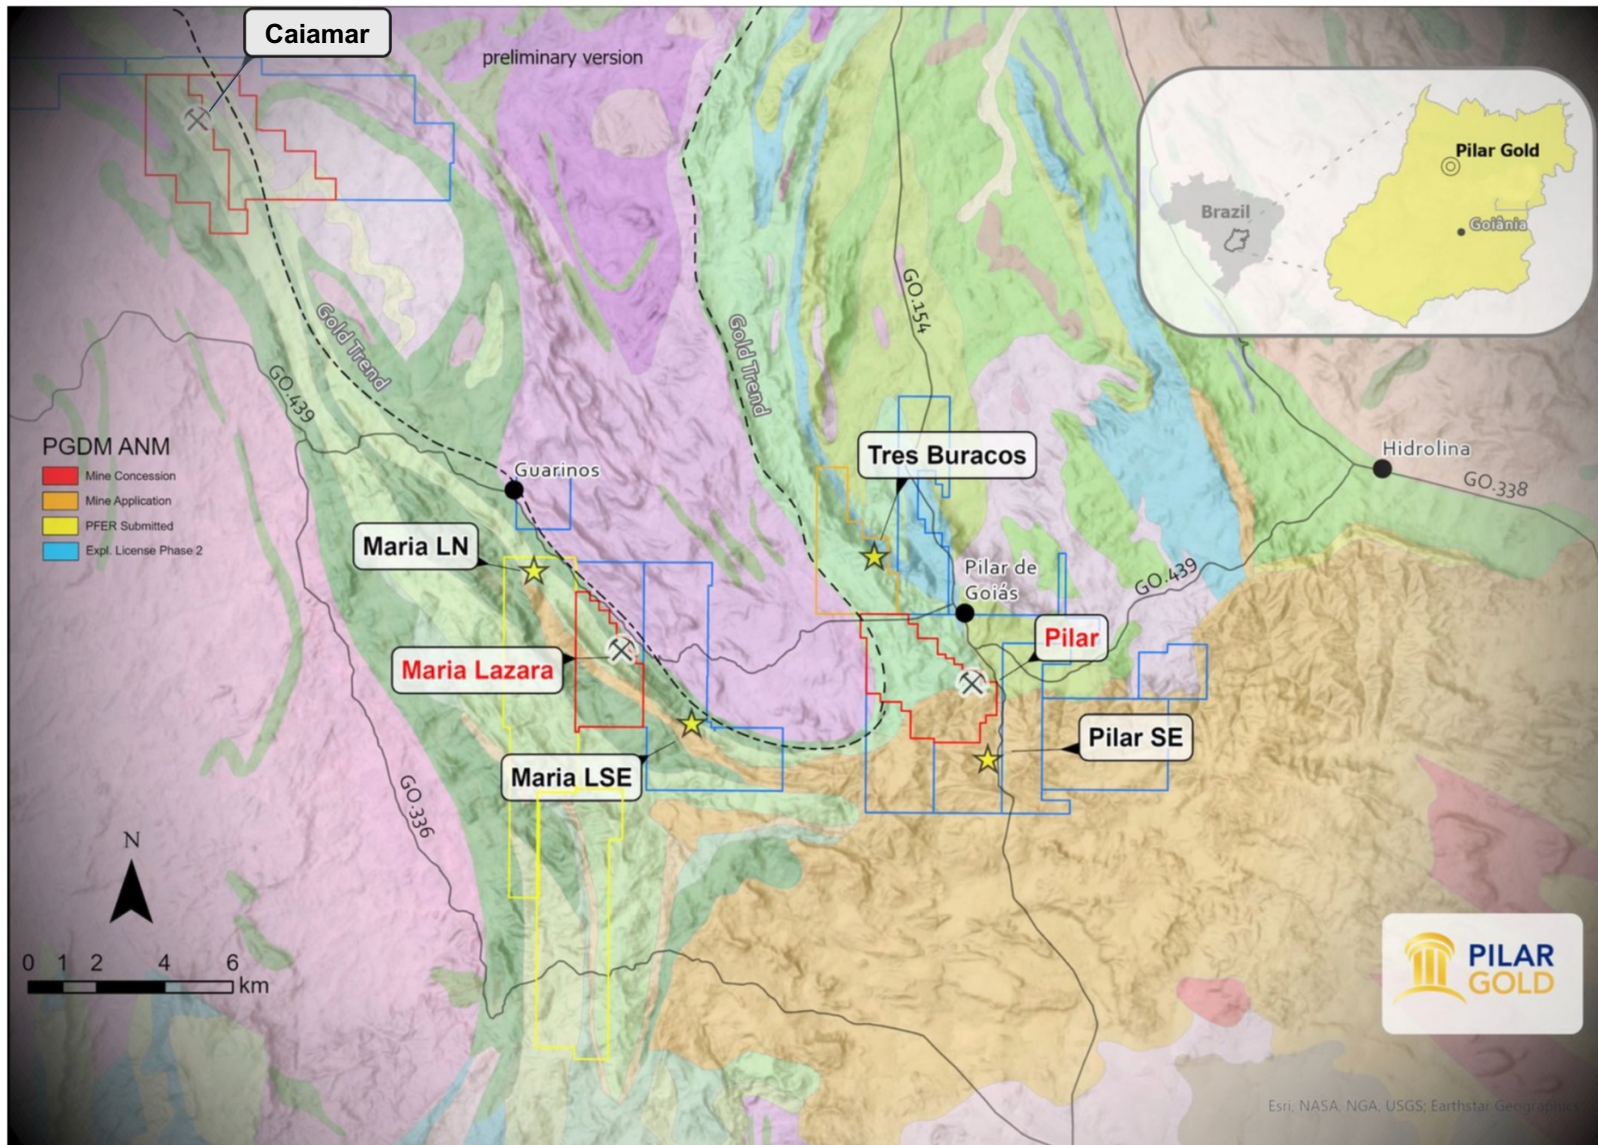 Caiamar
preliminary version
Pilar Gold
Brazil
Goiânia
GO.154
Gold Trend
Gold Trend
GO.439
PGDM ANM
Mine Concession
Mine Application
PFER Submitted
Expl. License Phase 2
Guarinos
Tres Buracos
Hidrolina
GO.338
Maria LN
Pilar de
Goiás
GO.439
Pilar
Maria Lazara
Pilar SE
Maria LSE
GO.336
N
0 1 2 4 6
km
PILAR
GOLD
Esri, NASA, NGA, USGS; Earthstar Geographics